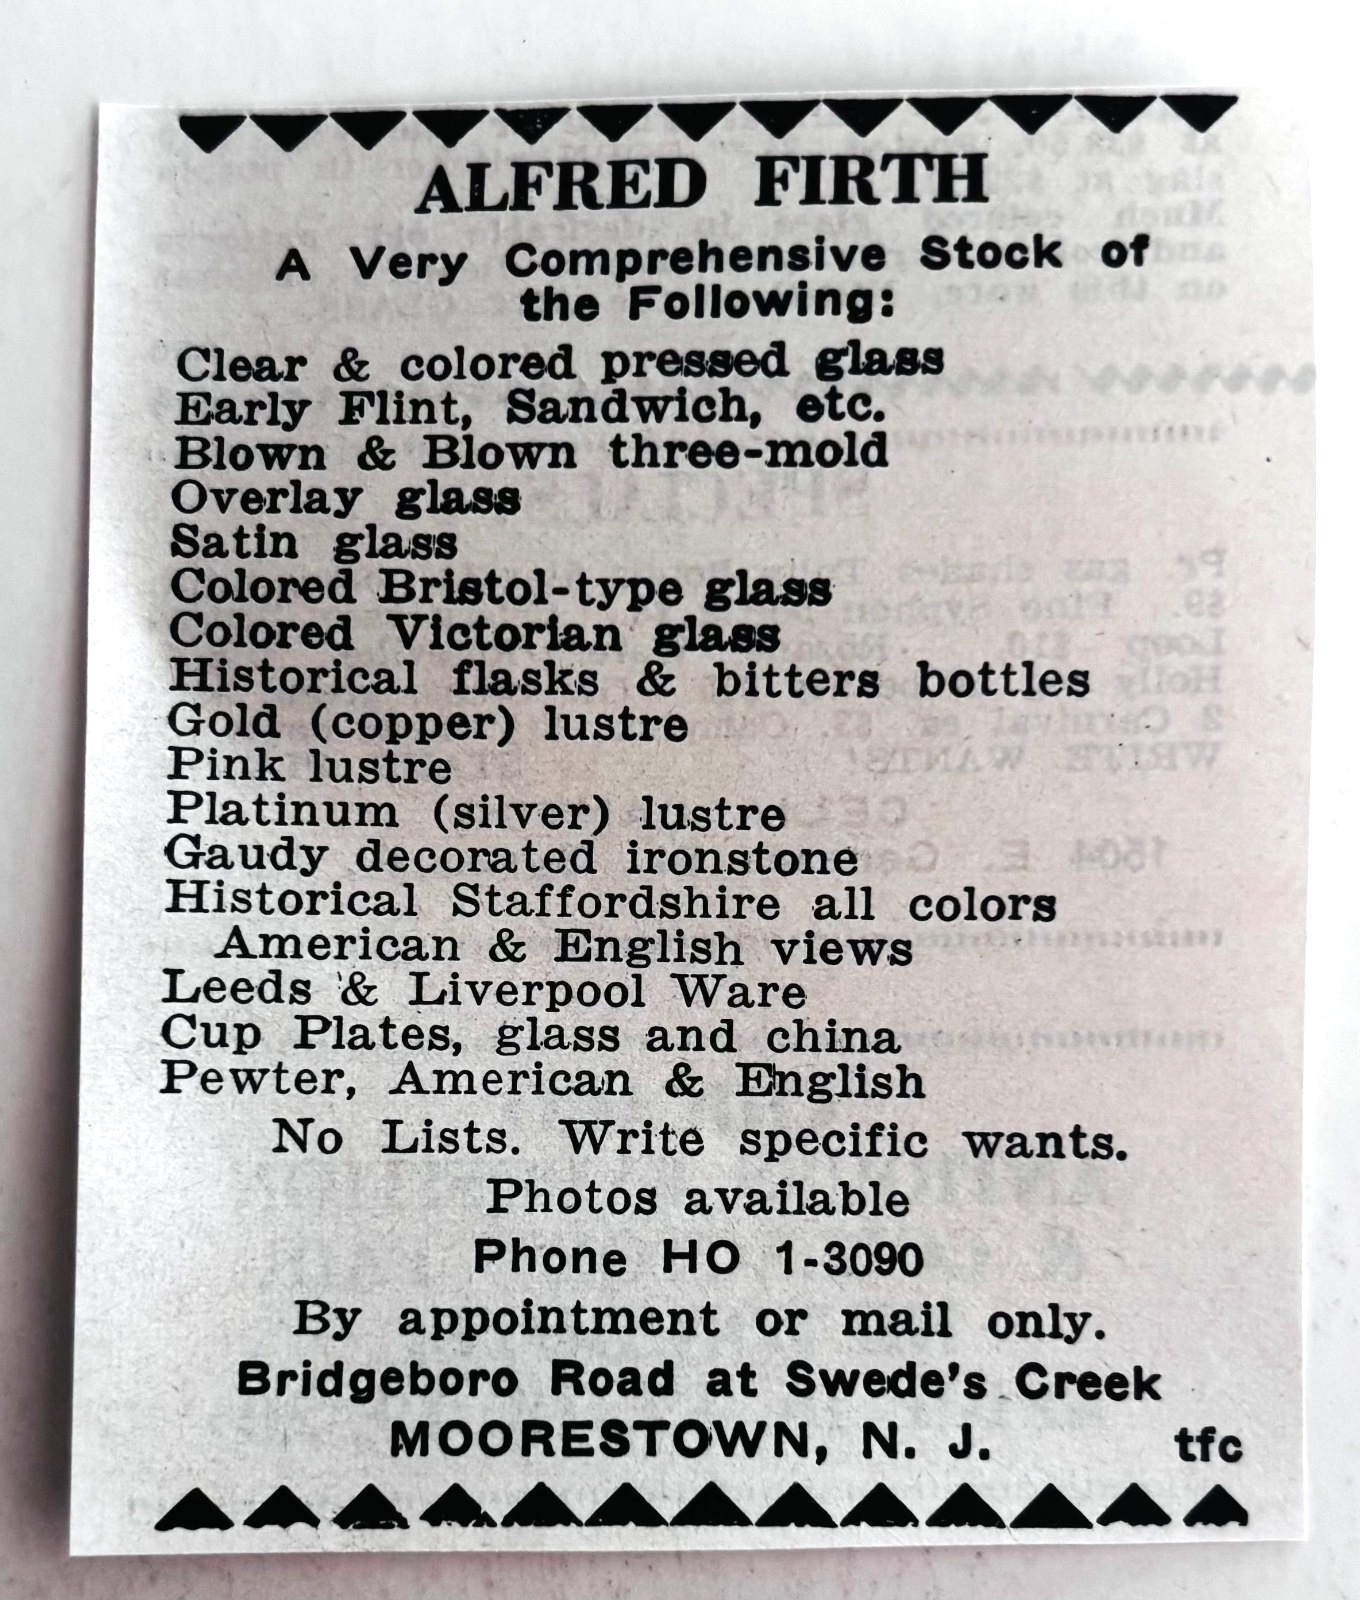 ALFRED FIRTH
A Very Comprehensive Stock of
the Following:
Clear & colored pressed glass
Early Flint, Sandwich, etc.
Blown & Blown three-mold
Overlay glass
Satin glass
Colored Bristol-type glass
Colored Victorian glass
Historical flasks & bitters bottles
Gold (copper) lustre
Pink lustre
Platinum (silver) lustre
Gaudy decorated ironstone
Historical Staffordshire all colors
American & English views
Leeds & Liverpool Ware
Cup Plates, glass and china
Pewter, American & English
No Lists. Write specific wants.
Photos available
Phone HO 1-3090
By appointment or mail only.
Bridgeboro Road at Swede's Creek
MOORESTOWN, N. J. tfc